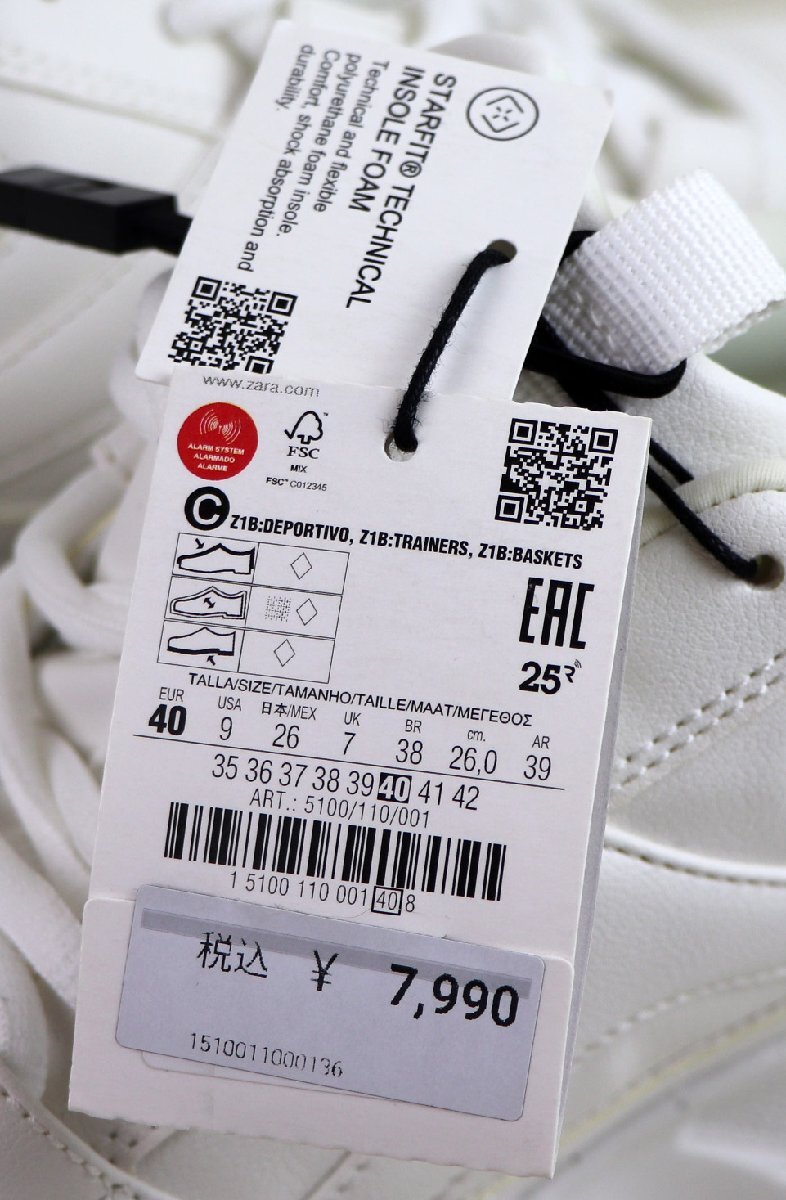 STARFIT® TECHNICAL
INSOLE FOAM
Technical and flexible
polyurethane foam insole.
Comfort, shock absorption and
durability.
www.zara.com
ALARM SYSTEM
ALARMADO
ALARME
FSC
MIX
FSC™ C012345
C Z1B:DEPORTIVO, Z1B:TRAINERS, Z1B:BASKETS
EAC
25
TALLA/SIZE/TAMANHO/TAILLE/MAAT/ΜΕΓΕΘΟΣ
EUR USA 日本/MEX UK BR cm. AR
40 9 26 7 38 26,0 39
35 36 37 38 39 40 41 42
ART.: 5100/110/001
1 5100 110 001 40 8
税込 ¥ 7,990
1510011000136